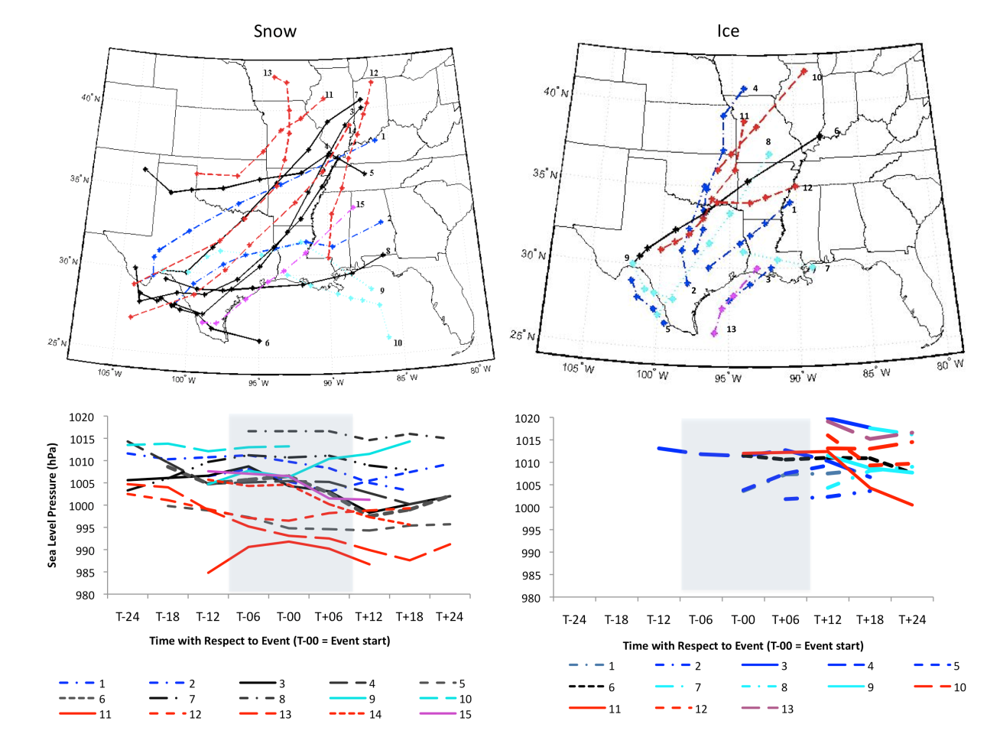 Snow
Ice
13
12
11
7
3
14
1
4
5
15
2
8
9
10
6
40°N
35°N
30°N
25°N
105°W
100°W
95°W
90°W
85°W
80°W
4
10
11
6
8
12
1
9
7
3
2
5
13
40°N
35°N
30°N
25°N
105°W
100°W
95°W
90°W
85°W
80°W
Sea Level Pressure (hPa)
1020
1015
1010
1005
1000
995
990
985
980
T-24 T-18 T-12 T-06 T-00 T+06 T+12 T+18 T+24
Time with Respect to Event (T-00 = Event start)
1 2 3 4 5
6 7 8 9 10
11 12 13 14 15
1020
1015
1010
1005
1000
995
990
985
980
T-24 T-18 T-12 T-06 T-00 T+06 T+12 T+18 T+24
Time with Respect to Event (T-00 = Event start)
1 2 3 4 5
6 7 8 9 10
11 12 13